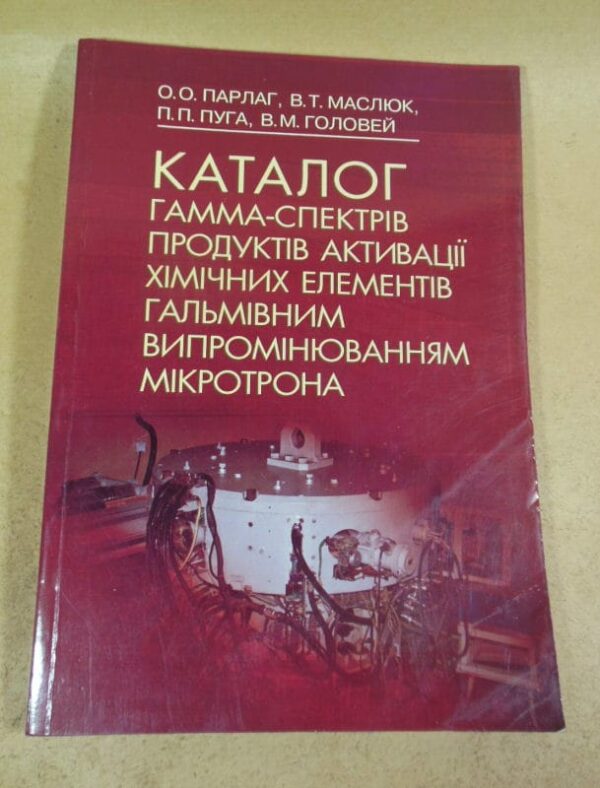 О.О. ПАРЛАГ, В.Т. МАСЛЮК,
П.П. ПУГА, В.М. ГОЛОВЕЙ
КАТАЛОГ
ГАММА-СПЕКТРІВ
ПРОДУКТІВ АКТИВАЦІЇ
ХІМІЧНИХ ЕЛЕМЕНТІВ
ГАЛЬМІВНИМ
ВИПРОМІНЮВАННЯМ
МІКРОТРОНА